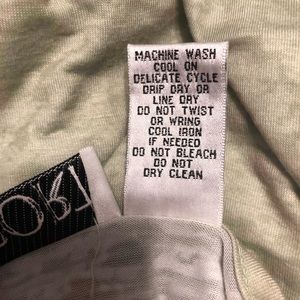 MACHINE WASH
COOL ON
DELICATE CYCLE
DRIP DRY OR
LINE DRY
DO NOT TWIST
OR WRING
COOL IRON
IF NEEDED
DO NOT BLEACH
DO NOT
DRY CLEAN